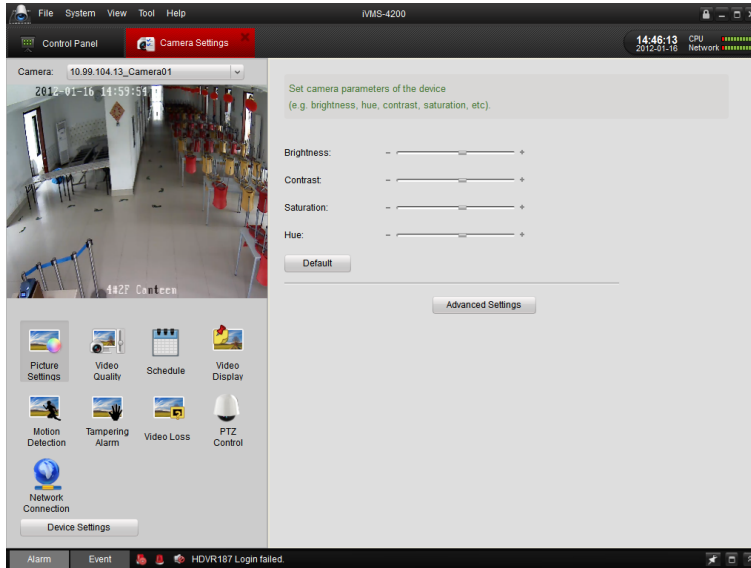 File System View Tool Help
iVMS-4200
Control Panel
Camera Settings
14:46:13
2012-01-16
CPU
Network
Camera:
10.99.104.13_Camera01
2012-01-16 14:59:54
4#2F Canteen
Set camera parameters of the device
(e.g. brightness, hue, contrast, saturation, etc).
Brightness: - +
Contrast: - +
Saturation: - +
Hue: - +
Default
Advanced Settings
Picture
Settings
Video
Quality
Schedule
Video
Display
Motion
Detection
Tampering
Alarm
Video Loss
PTZ
Control
Network
Connection
Device Settings
Alarm
Event
HDVR187 Login failed.